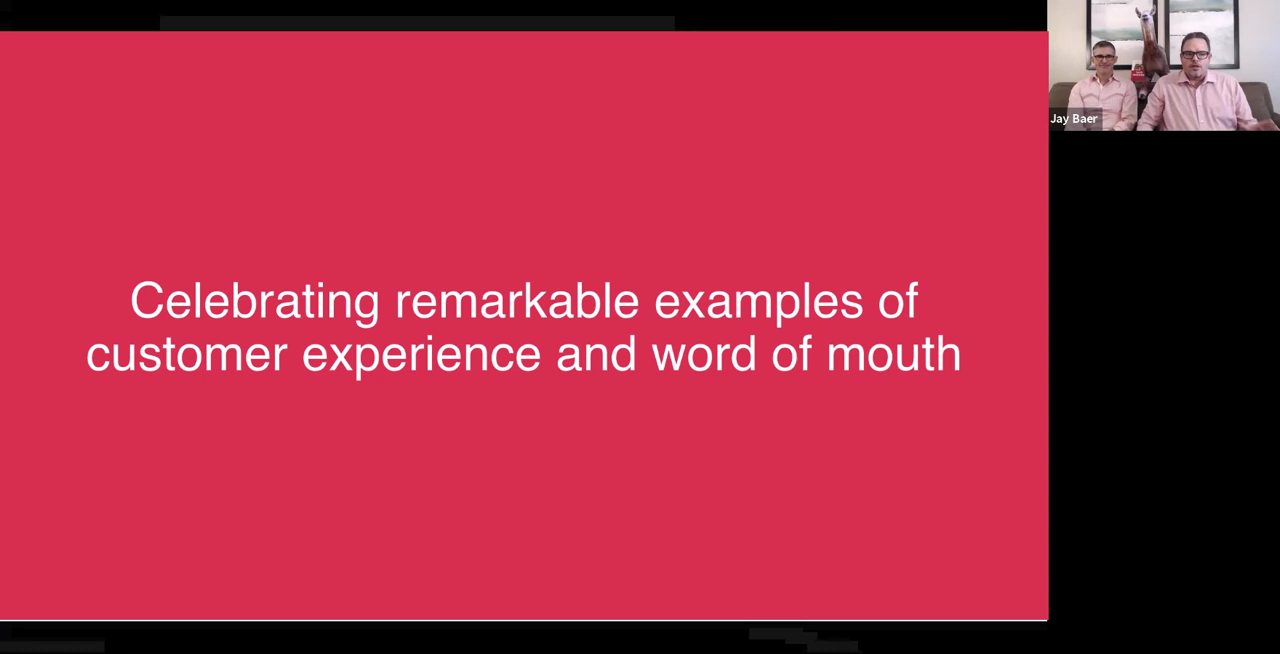 Jay Baer
Celebrating remarkable examples of
customer experience and word of mouth